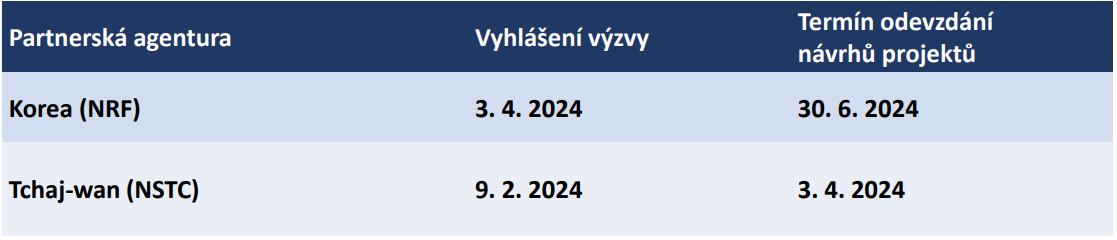 Partnerská agentura Vyhlášení výzvy Termín odevzdání
návrhů projektů
Korea (NRF) 3. 4. 2024 30. 6. 2024
Tchaj-wan (NSTC) 9. 2. 2024 3. 4. 2024